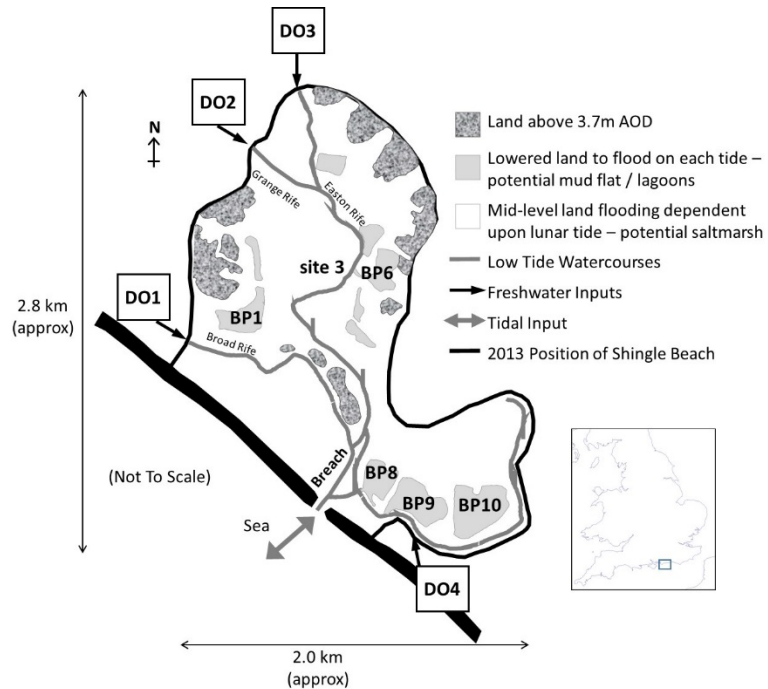 DO3
DO2
N
Grange Rife
Easton Rife
site 3
BP6
DO1
BP1
2.8 km
(approx)
Broad Rife
(Not To Scale)
Breach
BP8
BP9
BP10
Sea
DO4
2.0 km
(approx)
Land above 3.7m AOD
Lowered land to flood on each tide –
potential mud flat / lagoons
Mid-level land flooding dependent
upon lunar tide – potential saltmarsh
Low Tide Watercourses
Freshwater Inputs
Tidal Input
2013 Position of Shingle Beach